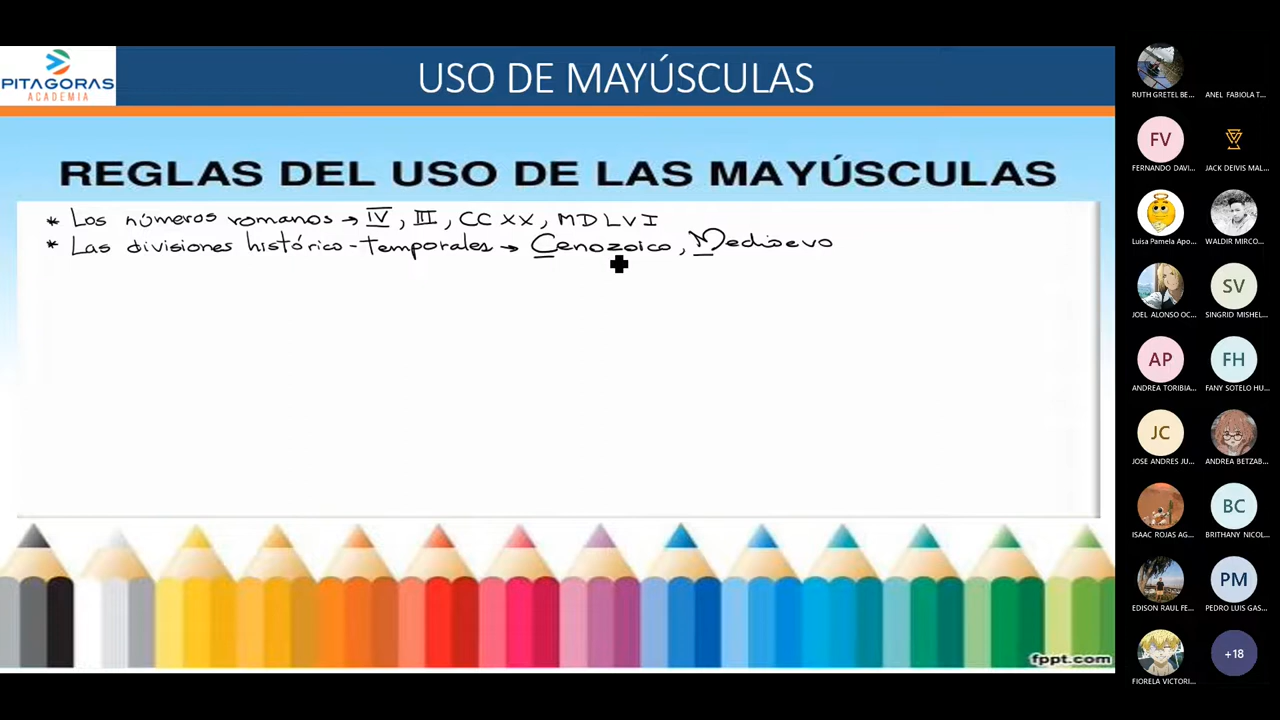 PITAGORAS
ACADEMIA
USO DE MAYÚSCULAS
REGLAS DEL USO DE LAS MAYÚSCULAS
* Los números romanos → IV, III, CCXX, MDLVI
* Las divisiones histórico-temporales → Cenozoico, Medioevo
fppt.com
RUTH GRETEL BE...
ANEL FABIOLA T...
FV
FERNANDO DAVI...
JACK DEIVIS MAL...
Luisa Pamela Apo...
WALDIR MIRCO...
JOEL ALONSO OC...
SV
SINGRID MISHEL...
AP
ANDREA TORIBIA...
FH
FANY SOTELO HU...
JC
JOSE ANDRES JU...
ANDREA BETZAB...
ISAAC ROJAS AG...
BC
BRITHANY NICOL...
EDISON RAUL FE...
PM
PEDRO LUIS GAS...
FIORELA VICTORI...
+18